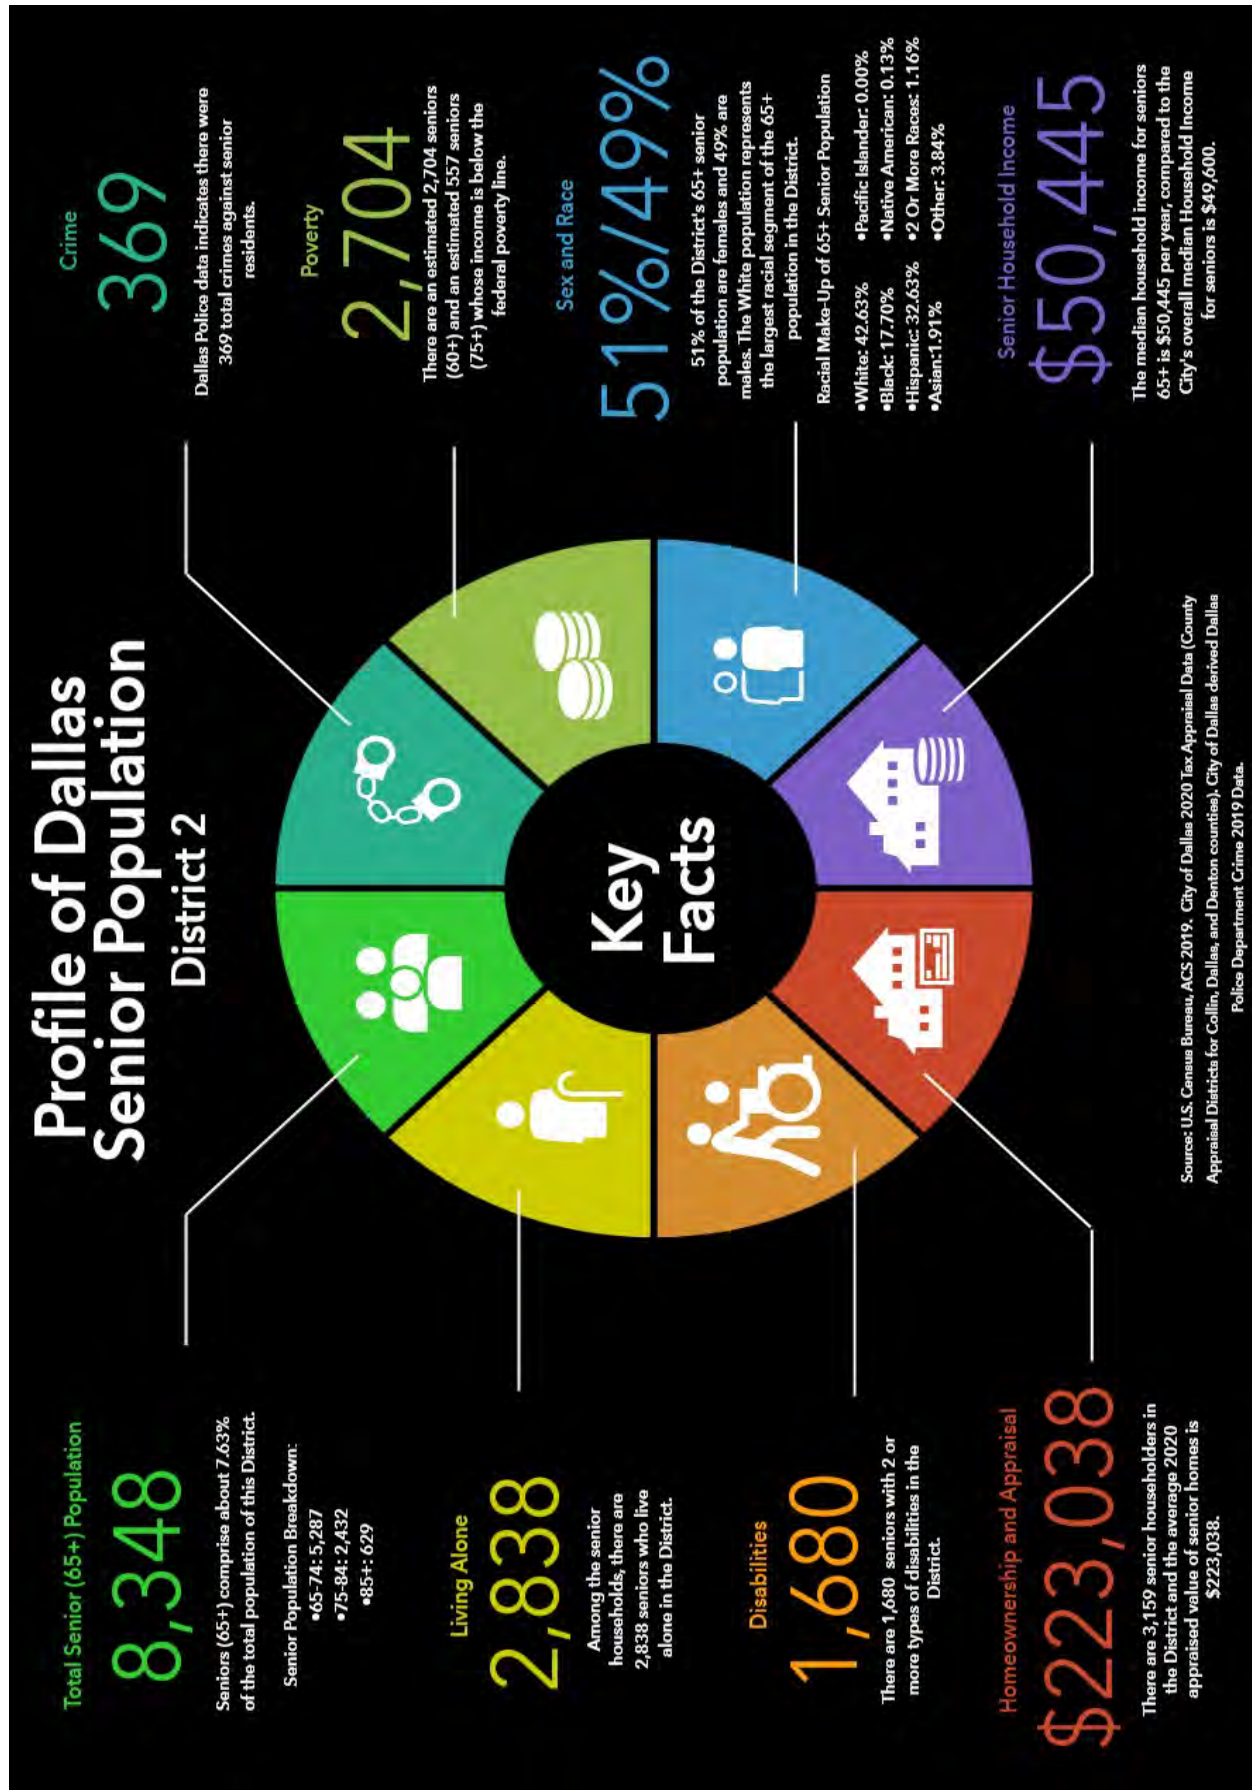 Profile of Dallas
Senior Population
District 2
Total Senior (65+) Population
8,348
Seniors (65+) comprise about 7.63%
of the total population of this District.
Senior Population Breakdown:
•65-74: 5,287
•75-84: 2,432
•85+: 629
Living Alone
2,838
Among the senior
households, there are
2,838 seniors who live
alone in the District.
Disabilities
1,680
There are 1,680 seniors with 2 or
more types of disabilities in the
District.
Homeownership and Appraisal
$223,038
There are 3,159 senior householders in
the District and the average 2020
appraised value of senior homes is
$223,038.
Key
Facts
Crime
369
Dallas Police data indicates there were
369 total crimes against senior
residents.
Poverty
2,704
There are an estimated 2,704 seniors
(60+) and an estimated 557 seniors
(75+) whose income is below the
federal poverty line.
Sex and Race
51%/49%
51% of the District's 65+ senior
population are females and 49% are
males. The White population represents
the largest racial segment of the 65+
population in the District.
Racial Make-Up of 65+ Senior Population
•White: 42.63%
•Black: 17.70%
•Hispanic: 32.63%
•Asian:1.91%
•Pacific Islander: 0.00%
•Native American: 0.13%
•2 Or More Races: 1.16%
•Other: 3.84%
Senior Household Income
$50,445
The median household income for seniors
65+ is $50,445 per year, compared to the
City's overall median Household Income
for seniors is $49,600.
Source: U.S. Census Bureau, ACS 2019. City of Dallas 2020 Tax Appraisal Data (County
Appraisal Districts for Collin, Dallas, and Denton counties). City of Dallas derived Dallas
Police Department Crime 2019 Data.